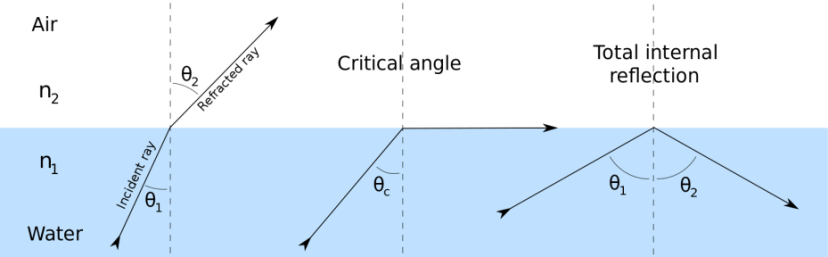 Air
n₂
n₁
Water
θ₂
Refracted ray
Incident ray
θ₁
Critical angle
θc
Total internal
reflection
θ₁
θ₂